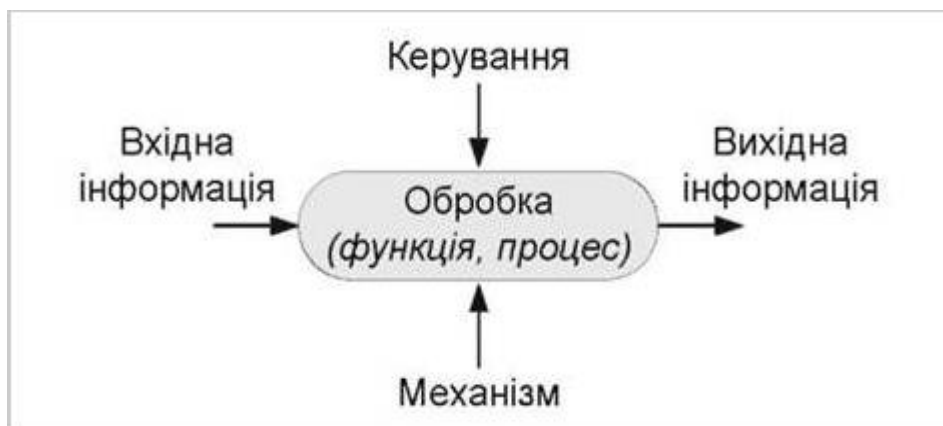 Керування
Вхідна
інформація
Обробка
(функція, процес)
Вихідна
інформація
Механізм